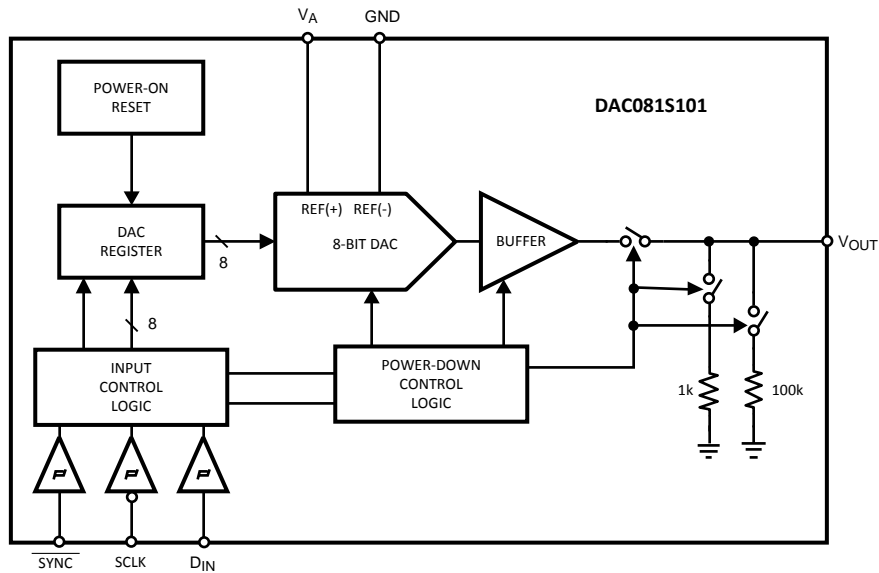 VA
GND
POWER-ON
RESET
DAC081S101
REF(+)
REF(-)
DAC
REGISTER
8-BIT DAC
BUFFER
VOUT
8
8
INPUT
CONTROL
LOGIC
POWER-DOWN
CONTROL
LOGIC
1k
100k
SYNC
SCLK
DIN